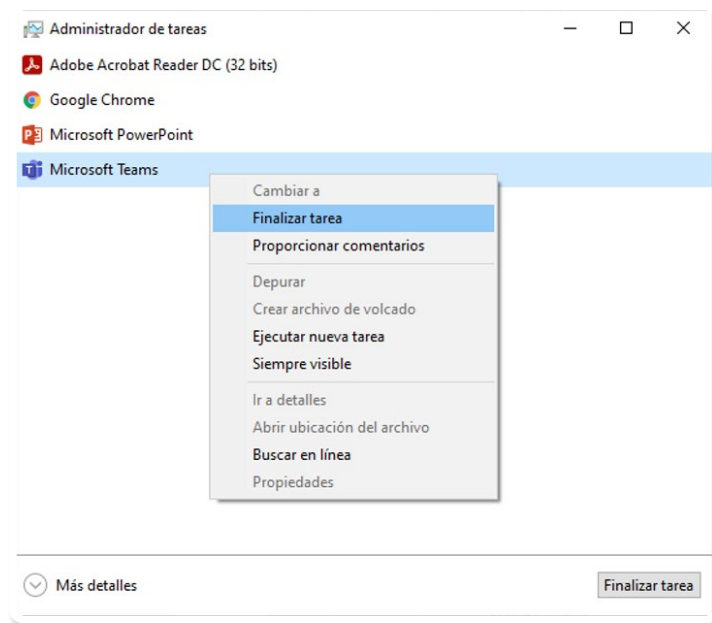 Administrador de tareas
Adobe Acrobat Reader DC (32 bits)
Google Chrome
Microsoft PowerPoint
Microsoft Teams
Cambiar a
Finalizar tarea
Proporcionar comentarios
Depurar
Crear archivo de volcado
Ejecutar nueva tarea
Siempre visible
Ir a detalles
Abrir ubicación del archivo
Buscar en línea
Propiedades
Más detalles
Finalizar tarea